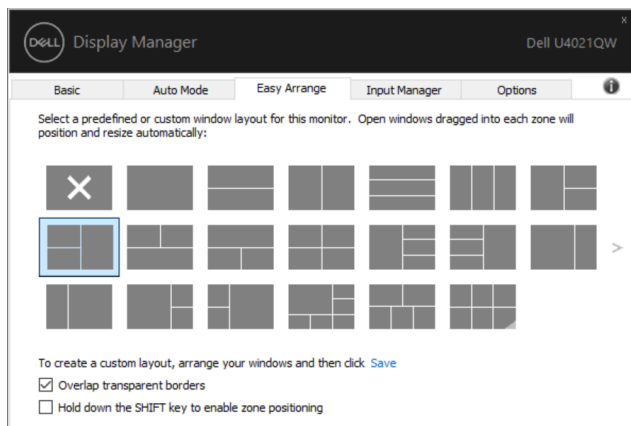 DELL Display Manager Dell U4021QW
Basic Auto Mode Easy Arrange Input Manager Options
Select a predefined or custom window layout for this monitor. Open windows dragged into each zone will
position and resize automatically:
To create a custom layout, arrange your windows and then click Save
Overlap transparent borders
Hold down the SHIFT key to enable zone positioning